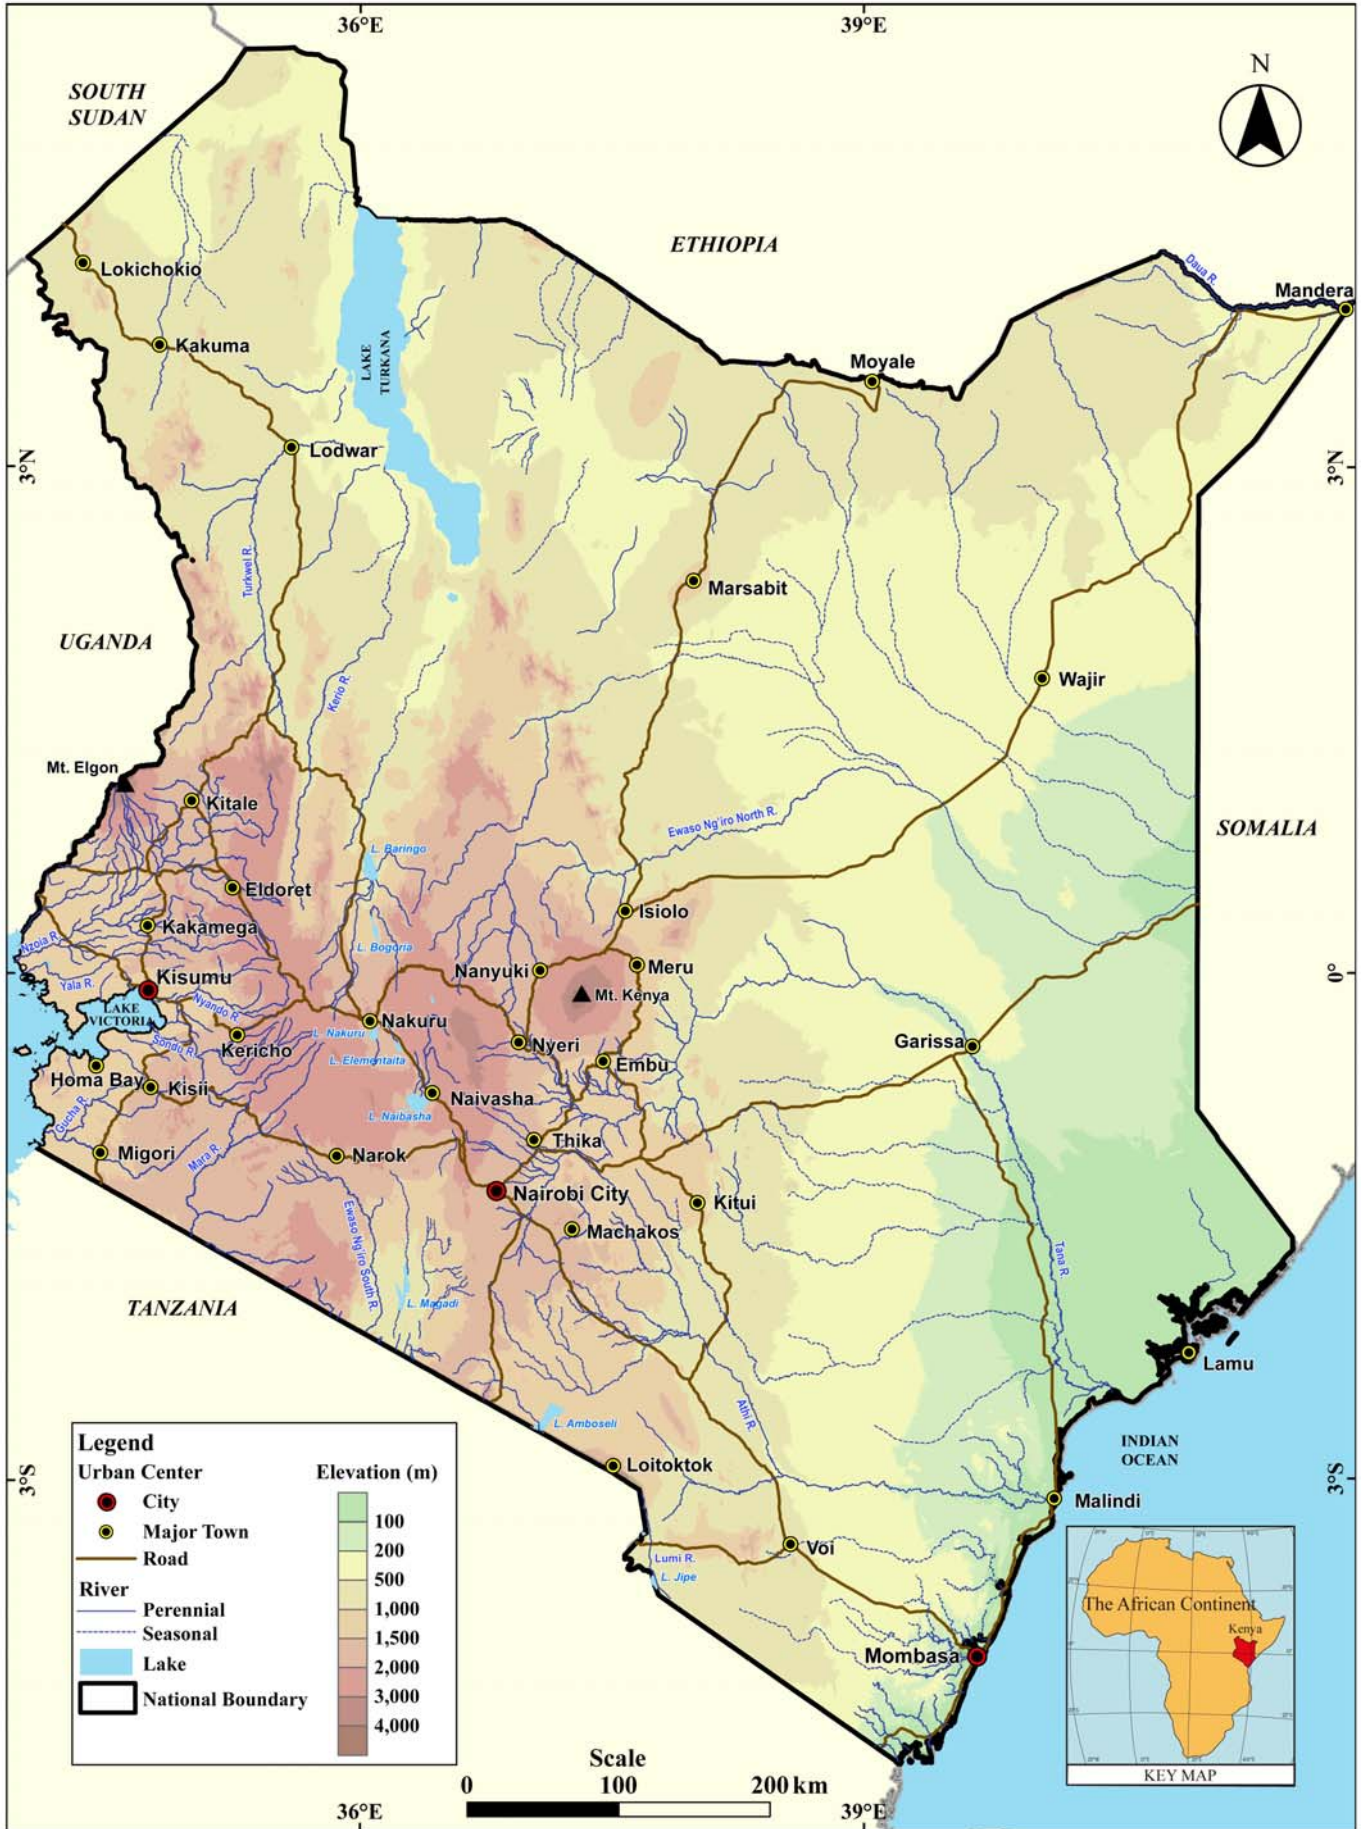 36°E
39°E
N
SOUTH
SUDAN
ETHIOPIA
Daua R.
Mandera
Lokichokio
Kakuma
LAKE
TURKANA
Moyale
Lodwar
3°N
3°N
Turkwel R.
Marsabit
UGANDA
Kerio R.
Wajir
Mt. Elgon
Kitale
Ewaso Ng'iro North R.
SOMALIA
L. Baringo
Eldoret
Isiolo
Kakamega
Nzoia R.
L. Bogoria
Nanyuki
Meru
0°
Kisumu
Yala R.
Mt. Kenya
LAKE
VICTORIA
Nyando R.
Nakuru
L. Nakuru
Sondu R.
Kericho
L. Elementaita
Nyeri
Garissa
Embu
Homa Bay
Kisii
Naivasha
L. Naibasha
Gucha R.
Migori
Mara R.
Narok
Thika
Nairobi City
Kitui
Machakos
Ewaso Ng'iro South R.
Tana R.
TANZANIA
L. Magadi
Lamu
Athi R.
L. Amboseli
INDIAN
OCEAN
Loitoktok
3°S
3°S
Malindi
Voi
Lumi R.
L. Jipe
Mombasa
Legend
Urban Center
City
Major Town
Road
River
Perennial
Seasonal
Lake
National Boundary
Elevation (m)
100
200
500
1,000
1,500
2,000
3,000
4,000
Scale
0 100 200 km
The African Continent
Kenya
KEY MAP
36°E
39°E